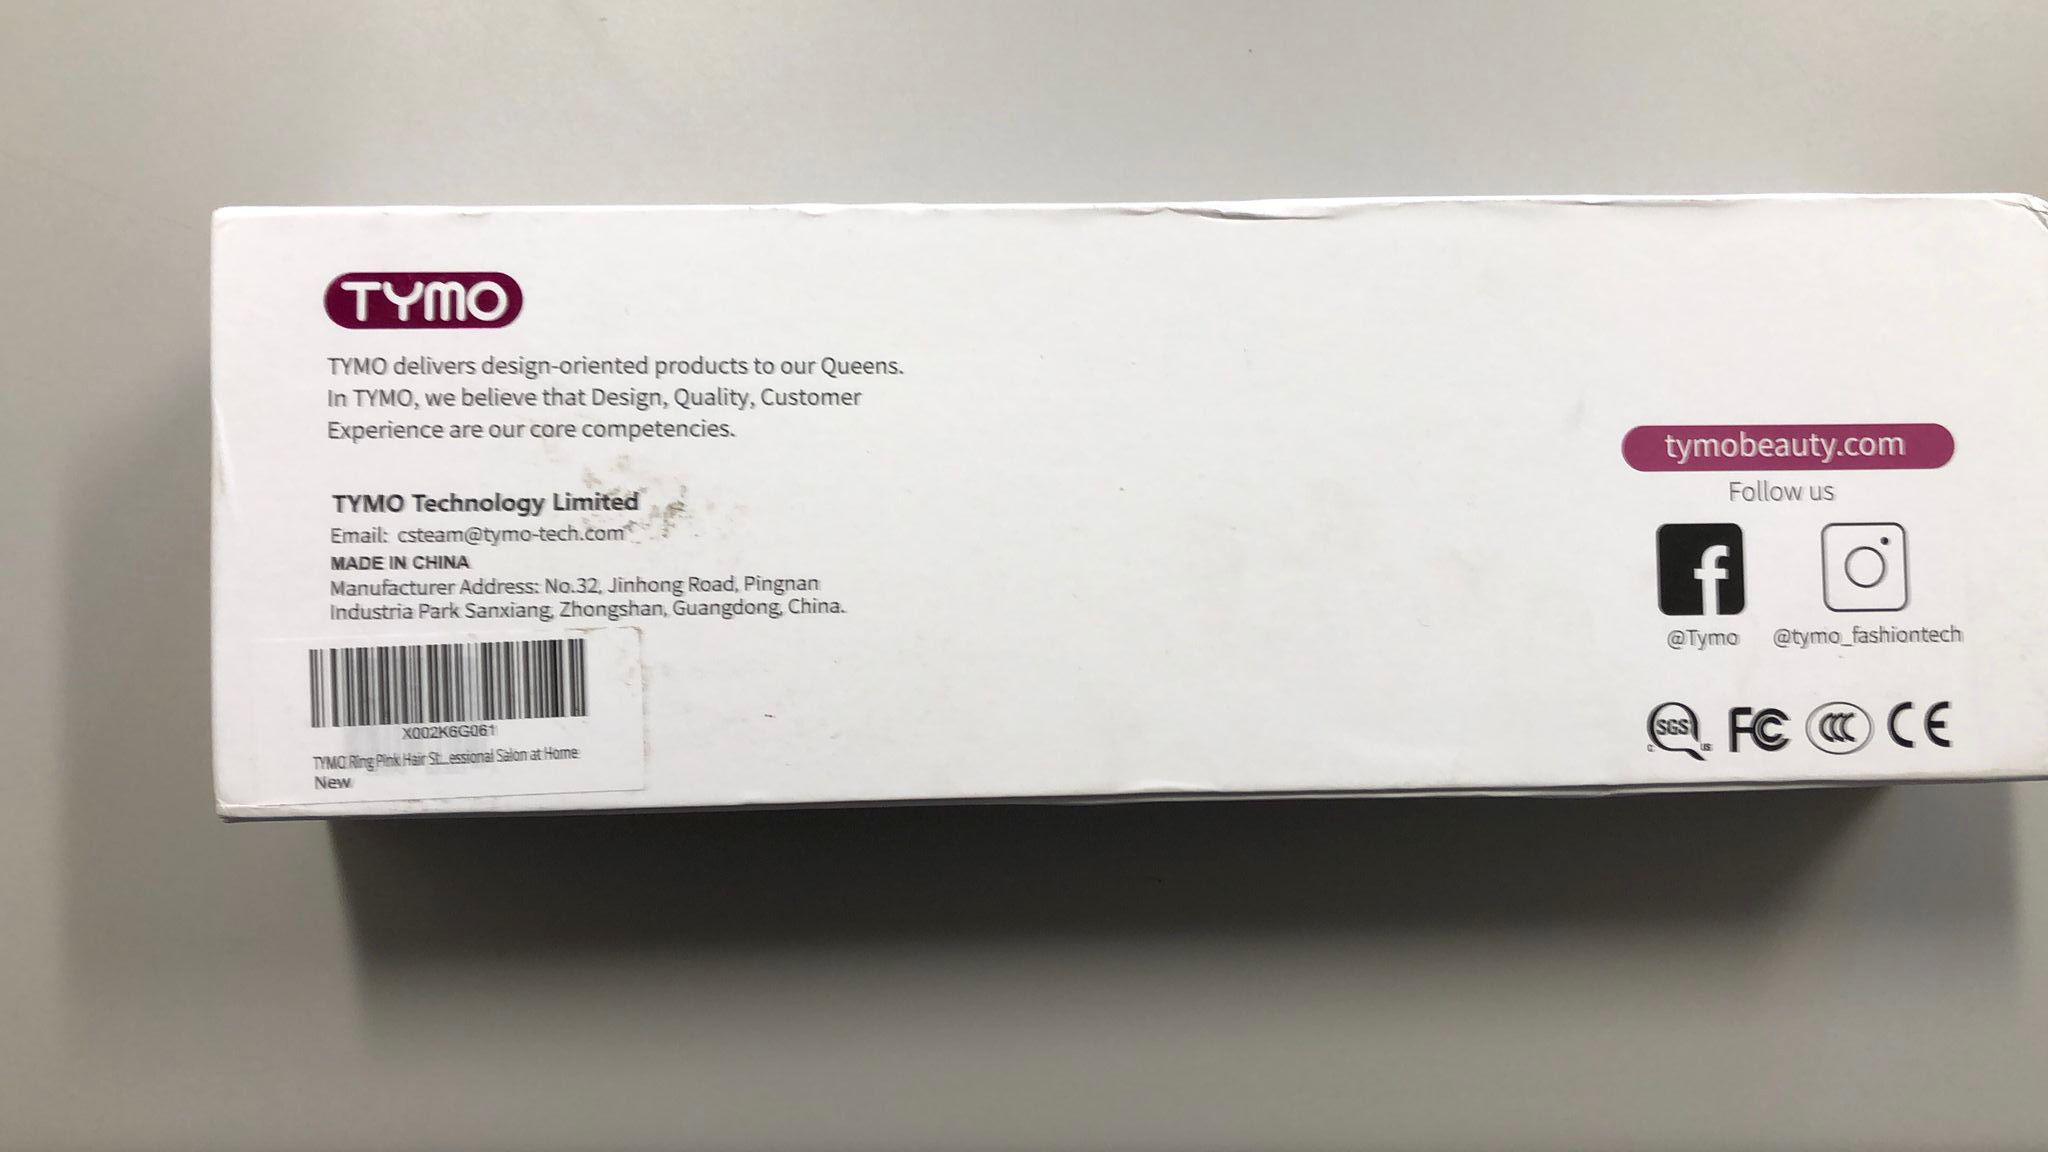 TYMO
TYMO delivers design-oriented products to our Queens.
In TYMO, we believe that Design, Quality, Customer
Experience are our core competencies.
TYMO Technology Limited
Email: csteam@tymo-tech.com
MADE IN CHINA
Manufacturer Address: No.32, Jinhong Road, Pingnan
Industria Park Sanxiang, Zhongshan, Guangdong, China.
X002K6G061
TYMO Ring Pink Hair St...essional Salon at Home
New
tymobeauty.com
Follow us
f
@Tymo @tymo_fashiontech
SGS FC CCC CE